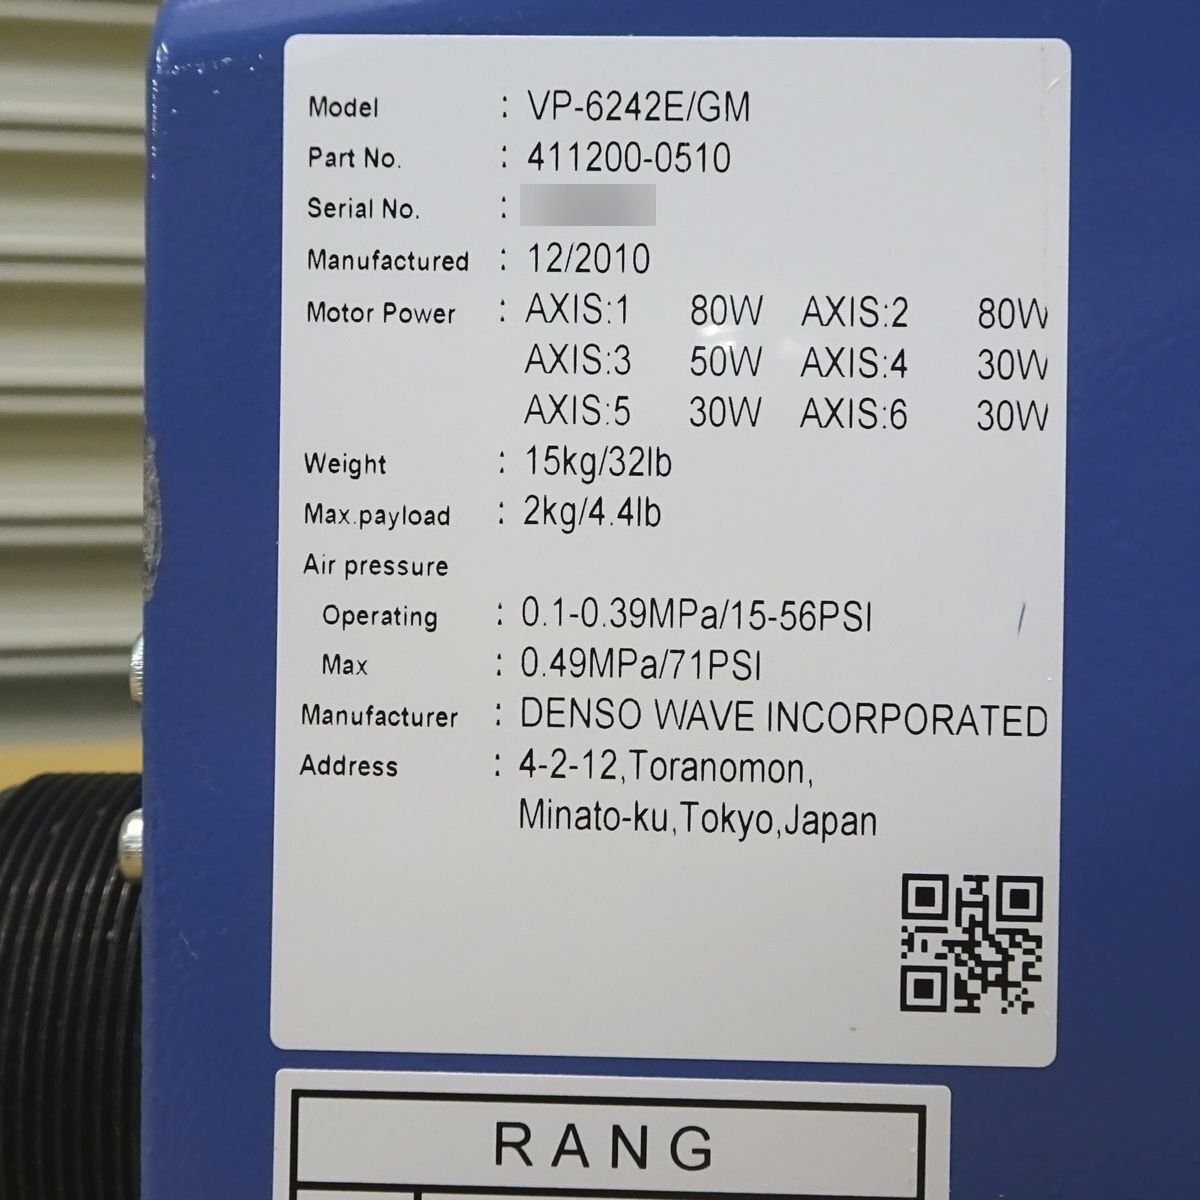 Model : VP-6242E/GM
Part No. : 411200-0510
Serial No. :
Manufactured : 12/2010
Motor Power : AXIS:1 80W AXIS:2 80W
AXIS:3 50W AXIS:4 30W
AXIS:5 30W AXIS:6 30W
Weight : 15kg/32lb
Max.payload : 2kg/4.4lb
Air pressure
Operating : 0.1-0.39MPa/15-56PSI
Max : 0.49MPa/71PSI
Manufacturer : DENSO WAVE INCORPORATED
Address : 4-2-12,Toranomon,
Minato-ku,Tokyo,Japan
RANG